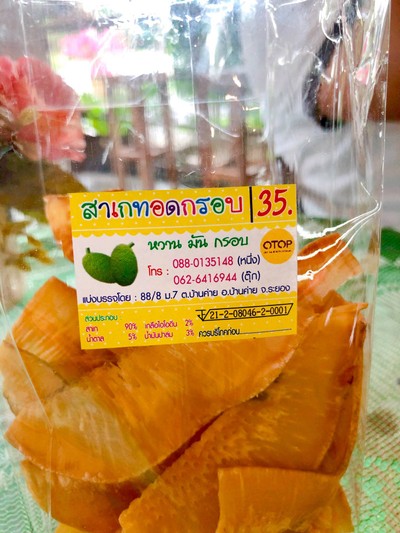 สาเกทอดกรอบ 35.
หวาน มัน กรอบ
OTOP
โทร : 088-0135148 (หนึ่ง)
062-6416944 (ตุ๊ก)
แบ่งบรรจุโดย : 88/8 ม.7 ต.บ้านค่าย อ.บ้านค่าย จ.ระยอง
ส่วนประกอบ
สาเก 90% เกลือไอโอดีน 2%
น้ำตาล 5% น้ำมันปาล์ม 3%
21-2-08046-2-0001
ควรบริโภคก่อน